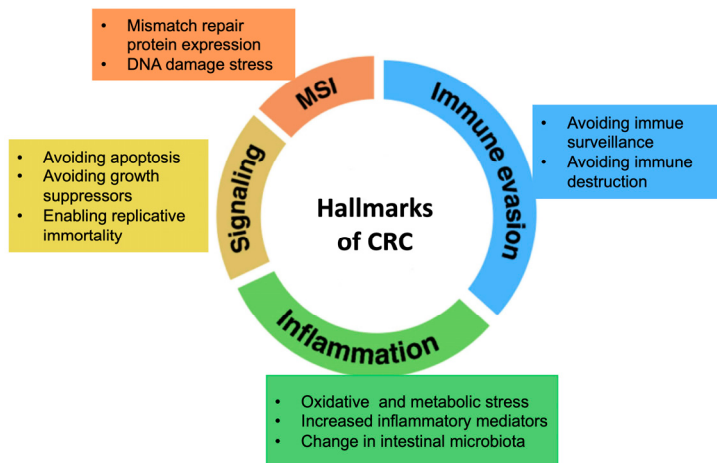 • Mismatch repair
protein expression
• DNA damage stress
MSI
Immune evasion
• Avoiding immue
surveillance
• Avoiding immune
destruction
• Avoiding apoptosis
• Avoiding growth
suppressors
• Enabling replicative
immortality
Signaling
Hallmarks
of CRC
Inflammation
• Oxidative and metabolic stress
• Increased inflammatory mediators
• Change in intestinal microbiota